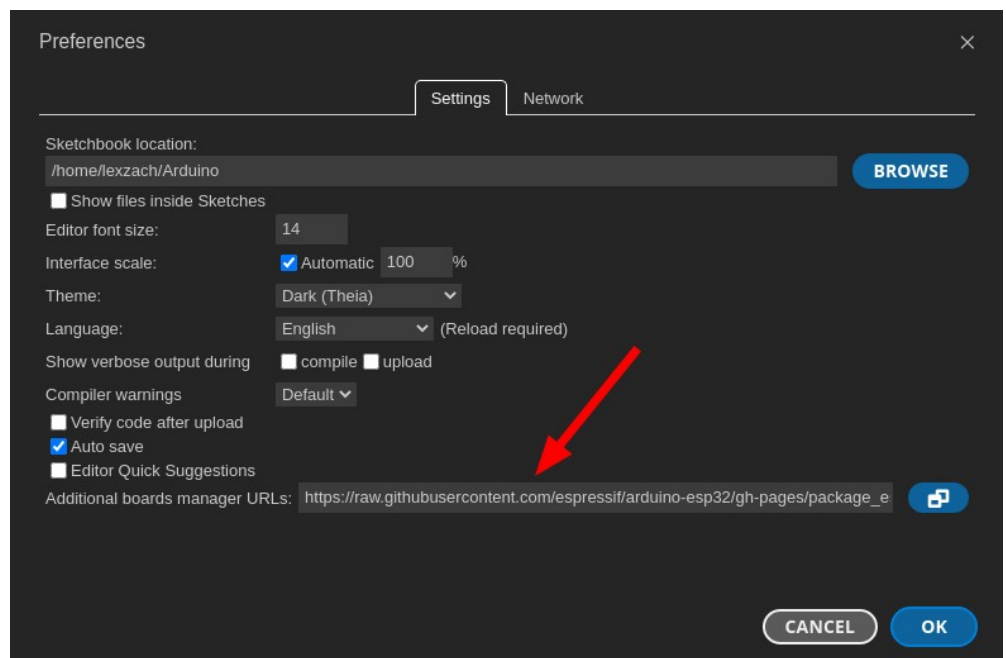 Preferences
Settings Network
Sketchbook location:
/home/lexzach/Arduino BROWSE
Show files inside Sketches
Editor font size: 14
Interface scale: Automatic 100 %
Theme: Dark (Theia)
Language: English (Reload required)
Show verbose output during compile upload
Compiler warnings Default
Verify code after upload
Auto save
Editor Quick Suggestions
Additional boards manager URLs: https://raw.githubusercontent.com/espressif/arduino-esp32/gh-pages/package_e
CANCEL OK